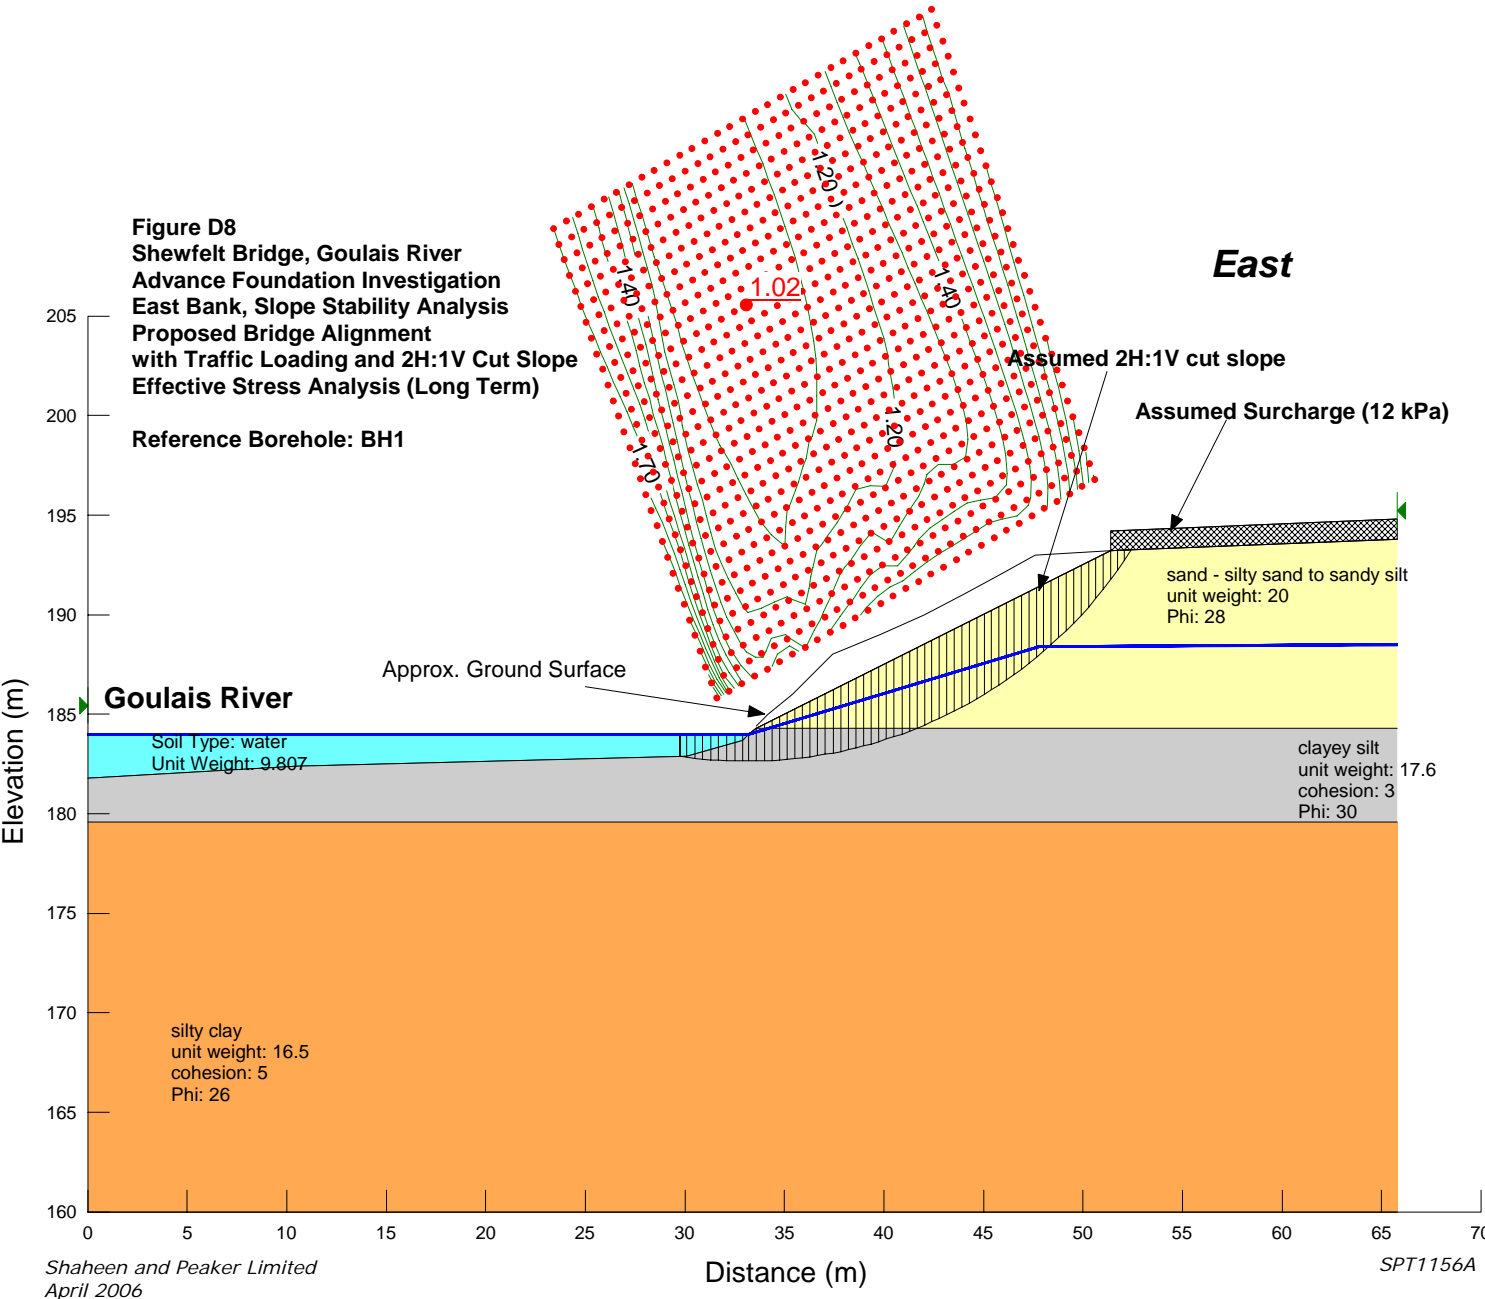 Figure D8
Shewfelt Bridge, Goulais River
Advance Foundation Investigation
East Bank, Slope Stability Analysis
Proposed Bridge Alignment
with Traffic Loading and 2H:1V Cut Slope
Effective Stress Analysis (Long Term)
Reference Borehole: BH1
East
1.20
1.40
1.40
1.02
1.20
1.70
Assumed 2H:1V cut slope
Assumed Surcharge (12 kPa)
sand - silty sand to sandy silt
unit weight: 20
Phi: 28
Approx. Ground Surface
Goulais River
Soil Type: water
Unit Weight: 9.807
clayey silt
unit weight: 17.6
cohesion: 3
Phi: 30
silty clay
unit weight: 16.5
cohesion: 5
Phi: 26
Elevation (m)
205
200
195
190
185
180
175
170
165
160
0 5 10 15 20 25 30 35 40 45 50 55 60 65 70
Distance (m)
Shaheen and Peaker Limited
April 2006
SPT1156A